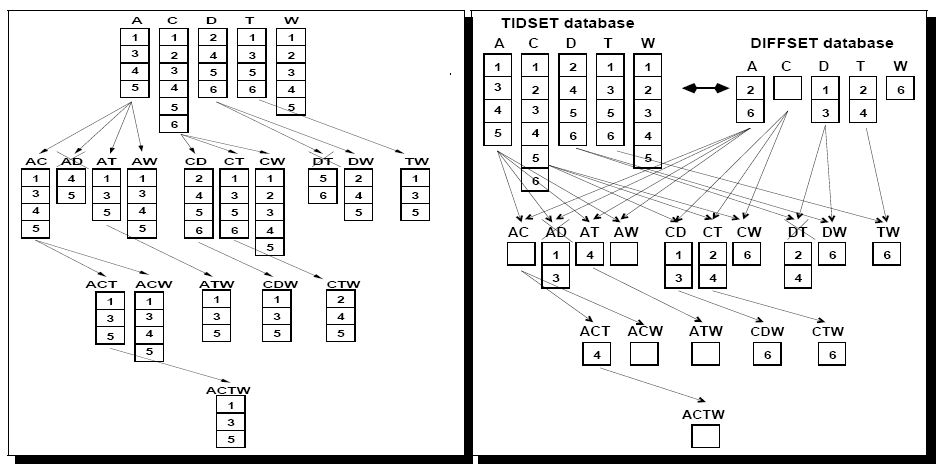 A C D T W
1 1 2 1 1
3 2 4 3 2
4 3 5 5 3
5 4 6 6 4
5 5
6
AC AD AT AW CD CT CW DT DW TW
1 4 1 1 2 1 1 5 2 1
3 5 3 3 4 3 2 6 4 3
4 5 4 5 5 3 5 5
5 5 6 6 4
5
ACT ACW ATW CDW CTW
1 1 1 1 2
3 3 3 3 4
5 4 5 5 5
5
ACTW
1
3
5
TIDSET database
A C D T W
1 1 2 1 1
3 2 4 3 2
4 3 5 5 3
5 4 6 6 4
5 5
6
DIFFSET database
A C D T W
2 1 2 6
6 3 4
AC AD AT AW CD CT CW DT DW TW
1 4 1 2 6 2 6 6
3 3 4 4
ACT ACW ATW CDW CTW
4 6 6
ACTW